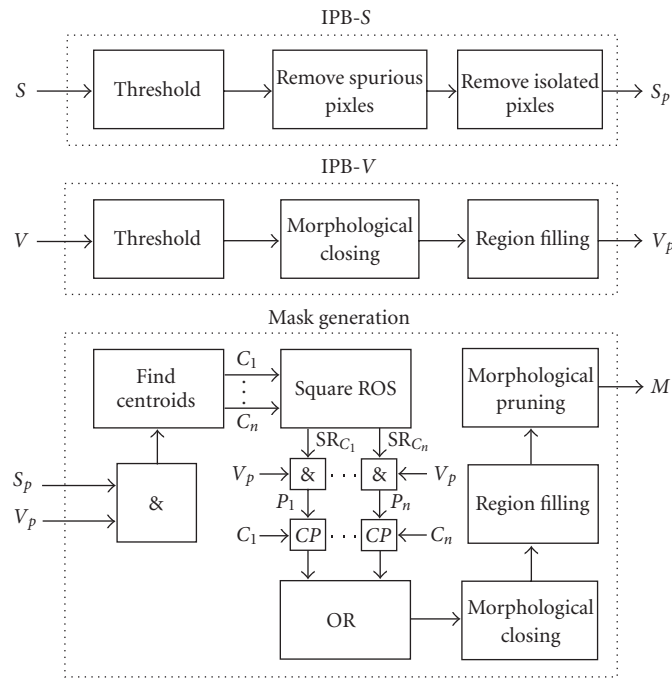 IPB-S
S
Threshold
Remove spurious
pixles
Remove isolated
pixles
Sp
IPB-V
V
Threshold
Morphological
closing
Region filling
Vp
Mask generation
Find
centroids
C1
⋮
Cn
Square ROS
Morphological
pruning
M
SRC1
SRCn
Sp
Vp
&
Vp
&
· · ·
&
Vp
Region filling
P1
Pn
C1
CP
· · ·
CP
Cn
OR
Morphological
closing